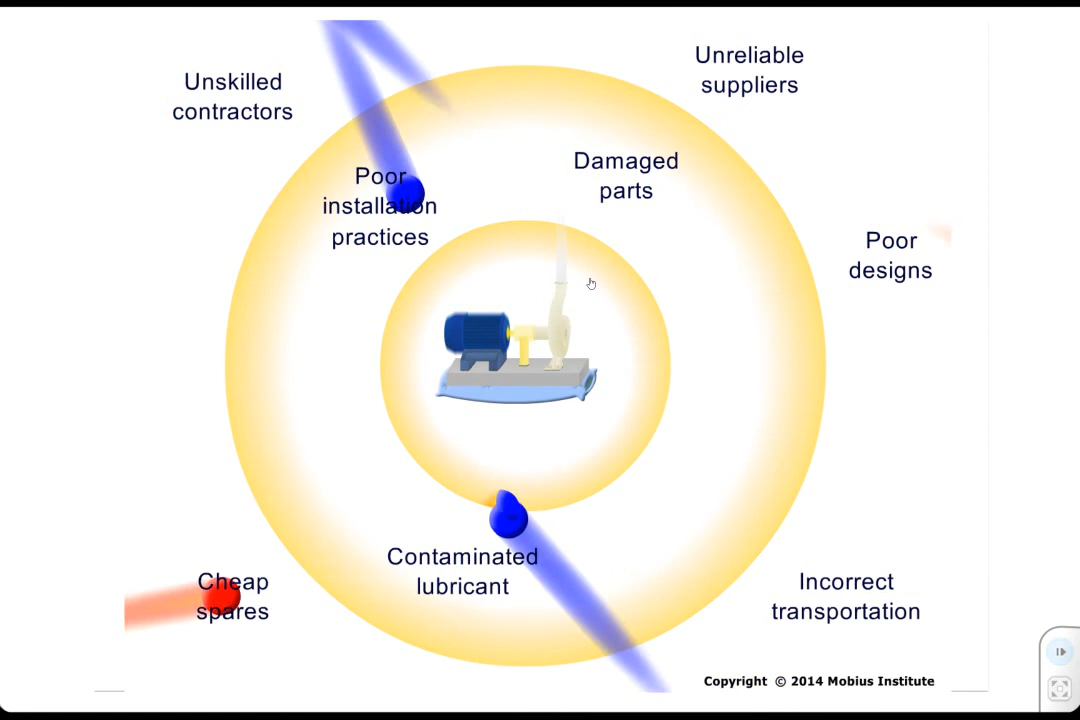 Unskilled
contractors
Unreliable
suppliers
Poor
installation
practices
Damaged
parts
Poor
designs
Contaminated
lubricant
Cheap
spares
Incorrect
transportation
Copyright © 2014 Mobius Institute